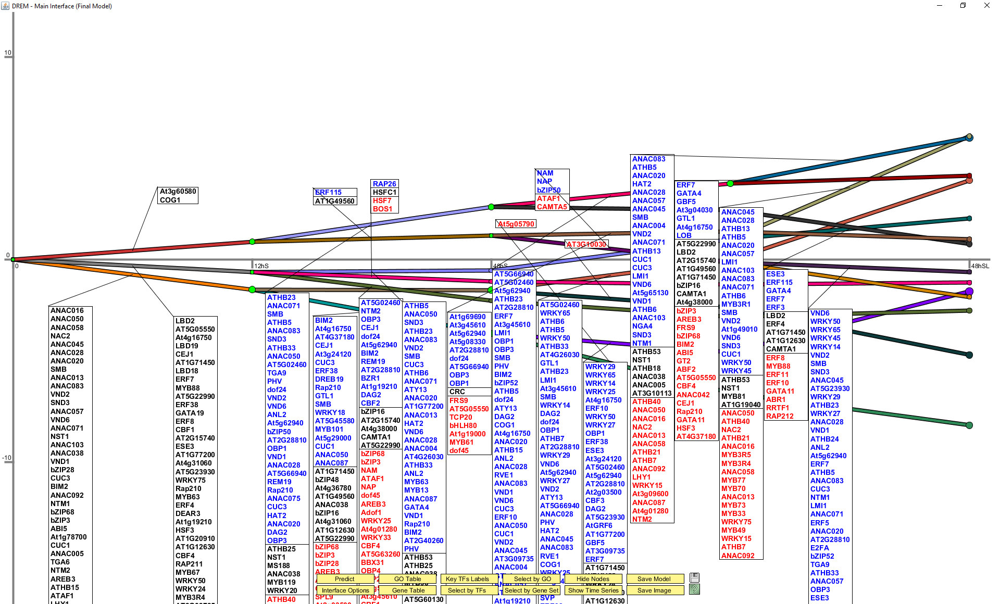 DREM - Main Interface (Final Model)
10
0
-10
0
12hS
48hS
48hSL
At3g60580
COG1
ERF115
AT1G49560
RAP26
HSFC1
HSF7
BOS1
NAM
NAP
bZIP50
ATAF1
CAMTA5
At5g05790
AT3G10030
ANAC016
ANAC050
ANAC058
NAC2
ANAC045
ANAC028
ANAC020
SMB
ANAC013
ANAC083
VND2
SND3
ANAC057
VND6
ANAC071
NST1
ANAC103
ANAC038
VND1
bZIP28
CUC3
BIM2
ANAC092
NTM1
bZIP68
bZIP3
ABI5
At1g78700
CUC1
ANAC005
TGA6
NTM2
AREB3
ATHB15
ATAF1
LHY1
LBD2
AT5G05550
At4g16750
LBD19
CEJ1
AT1G71450
LBD18
ERF7
MYB88
AT5G22990
ERF38
GATA19
ERF8
CBF1
AT2G15740
ESE3
AT1G77200
At4g31060
AT5G23930
WRKY75
Rap210
MYB63
ERF4
DEAR3
At1g19210
HSF3
AT1G20910
AT1G12630
CBF4
RAP211
MYB67
WRKY50
WRKY24
MYB3R4
ATHB23
ANAC071
SMB
ATHB5
ANAC083
SND3
ATHB33
ANAC050
AT5G02460
TGA9
PHV
dof24
VND2
VND6
ANL2
At5g62940
bZIP50
AT2G28810
OBP1
VND1
ANAC028
AT5G66940
REM19
Rap210
ANAC075
CUC3
HAT2
ANAC020
DAG2
OBP3
ATHB25
NST1
MS188
ANAC038
MYB119
WRKY20
ATHB40
BIM2
At4g16750
AT4G37180
CEJ1
At3g24120
CUC3
ERF38
DREB19
Rap210
GTL1
SMB
WRKY18
AT5G45580
MYB101
At5g29000
CUC1
ANAC050
ANAC087
AT1G71450
bZIP48
At4g36780
AT1G49560
ANAC038
bZIP16
At4g31060
AT1G12630
AT5G22990
bZIP68
bZIP3
bZIP28
AREB3
SPL9
AT5G02460
NTM2
OBP3
CEJ1
dof24
At5g62940
BIM2
REM19
AT2G28810
BZR1
At1g19210
DAG2
CBF2
bZIP16
AT2G15740
At4g38000
CAMTA1
AT5G22990
bZIP68
bZIP3
NAM
ATAF1
NAP
dof45
AREB3
Adof1
WRKY25
At4g01280
WRKY33
CBF4
AT5G63260
BBX31
OBP4
At3g45610
ATHB5
ANAC050
SND3
ATHB23
ANAC083
VND2
SMB
CUC3
ATHB6
ANAC071
ATY13
ANAC020
AT1G77200
ANAC013
HAT2
VND6
ANAC028
ANAC004
AT4G26030
ATHB33
ANL2
MYB63
MYB13
ANAC087
GATA4
VND1
Rap210
BIM2
AT2G40260
PHV
ATHB53
ATHB25
ANAC038
AT5G60130
At1g69690
At3g45610
At5g62940
At5g08330
AT2G28810
dof24
AT5G66940
OBP3
OBP1
CRC
FRS9
AT5G05550
TCP20
bHLH80
At1g19000
MYB61
dof45
AT5G66940
AT5G02460
At5g62940
ATHB23
AT2G28810
ERF7
At3g45610
LMI1
OBP1
OBP3
SMB
PHV
BIM2
bZIP52
ATHB5
dof24
ATY13
DAG2
COG1
At4g16750
ANAC020
ATHB15
ANL2
ANAC028
RVE1
ANAC083
VND1
VND6
CUC3
ERF10
ANAC050
CUC1
VND2
ANAC045
AT3G09735
ANAC004
At1g19210
AT5G02460
WRKY65
ATHB6
ATHB5
WRKY50
ATHB33
AT4G26030
GTL1
ATHB23
LMI1
At3g45610
SMB
WRKY14
DAG2
dof24
OBP1
ATHB7
AT2G28810
WRKY29
VND6
At5g62940
WRKY27
VND2
ATY13
AT5G66940
ANAC028
PHV
HAT2
ANAC045
ANAC083
RVE1
COG1
WRKY25
SVP
WRKY29
WRKY65
WRKY14
WRKY25
At4g16750
ERF10
WRKY50
WRKY27
OBP1
ERF38
ESE3
At3g24120
AT5G02460
At5g62940
AT2G28810
At2g03500
CBF3
DAG2
AT5G23930
AtGRF6
AT1G77200
GBF5
AT3G09735
ERF7
AT1G71450
AT1G12630
ANAC083
ATHB5
ANAC020
HAT2
ANAC028
ANAC057
ANAC045
SMB
ANAC004
VND2
ANAC071
ATHB13
CUC1
CUC3
LMI1
VND6
At5g65130
VND1
ATHB6
ANAC103
NGA4
SND3
NTM1
ATHB53
NST1
ATHB18
ANAC038
ANAC005
AT3G10113
ATHB40
ANAC050
ANAC016
NAC2
ANAC013
ANAC058
ATHB21
ATHB7
ANAC092
LHY1
WRKY15
At3g09600
ANAC087
At4g01280
NTM2
ERF7
GATA4
GBF5
At3g04030
GTL1
At4g16750
LOB
AT5G22990
LBD2
AT2G15740
AT1G49560
AT1G71450
bZIP16
CAMTA1
At4g38000
bZIP3
AREB3
FRS9
bZIP68
BIM2
ABI5
GT2
ABF2
AT5G05550
CBF4
ANAC042
CEJ1
Rap210
GATA11
HSF3
AT4G37180
ANAC045
ANAC028
ATHB13
ATHB5
ANAC020
ANAC057
LMI1
ANAC103
ANAC083
ANAC071
ATHB6
MYB3R1
SMB
VND2
At1g49010
VND6
SND3
CUC1
WRKY50
WRKY45
ATHB53
NST1
MYB81
AT1G19040
ANAC050
ATHB40
NAC2
ATHB21
ANAC016
MYB3R5
MYB3R4
ANAC058
MYB77
MYB70
ANAC013
MYB73
MYB33
WRKY75
MYB49
WRKY15
ATHB7
ANAC092
ESE3
ERF115
GATA4
ERF7
ERF3
LBD2
ERF4
AT1G71450
AT1G12630
CAMTA1
ERF8
MYB88
ERF11
ERF10
GATA11
ABR1
RRTF1
RAP212
VND6
WRKY50
WRKY65
WRKY45
WRKY14
VND2
SMB
SND3
ANAC045
AT5G23930
WRKY29
ATHB23
WRKY27
ANAC028
VND1
ATHB24
ANL2
At5g62940
ERF7
ATHB5
ANAC083
CUC3
NTM1
LMI1
ANAC071
ERF5
ANAC020
AT2G28810
E2FA
bZIP52
TGA9
ATHB33
ANAC057
OBP3
ESE3
Predict
GO Table
Key TFs Labels
Select by GO
Hide Nodes
Save Model
Interface Options
Gene Table
Select by TFs
Select by Gene Set
Show Time Series
Save Image
?